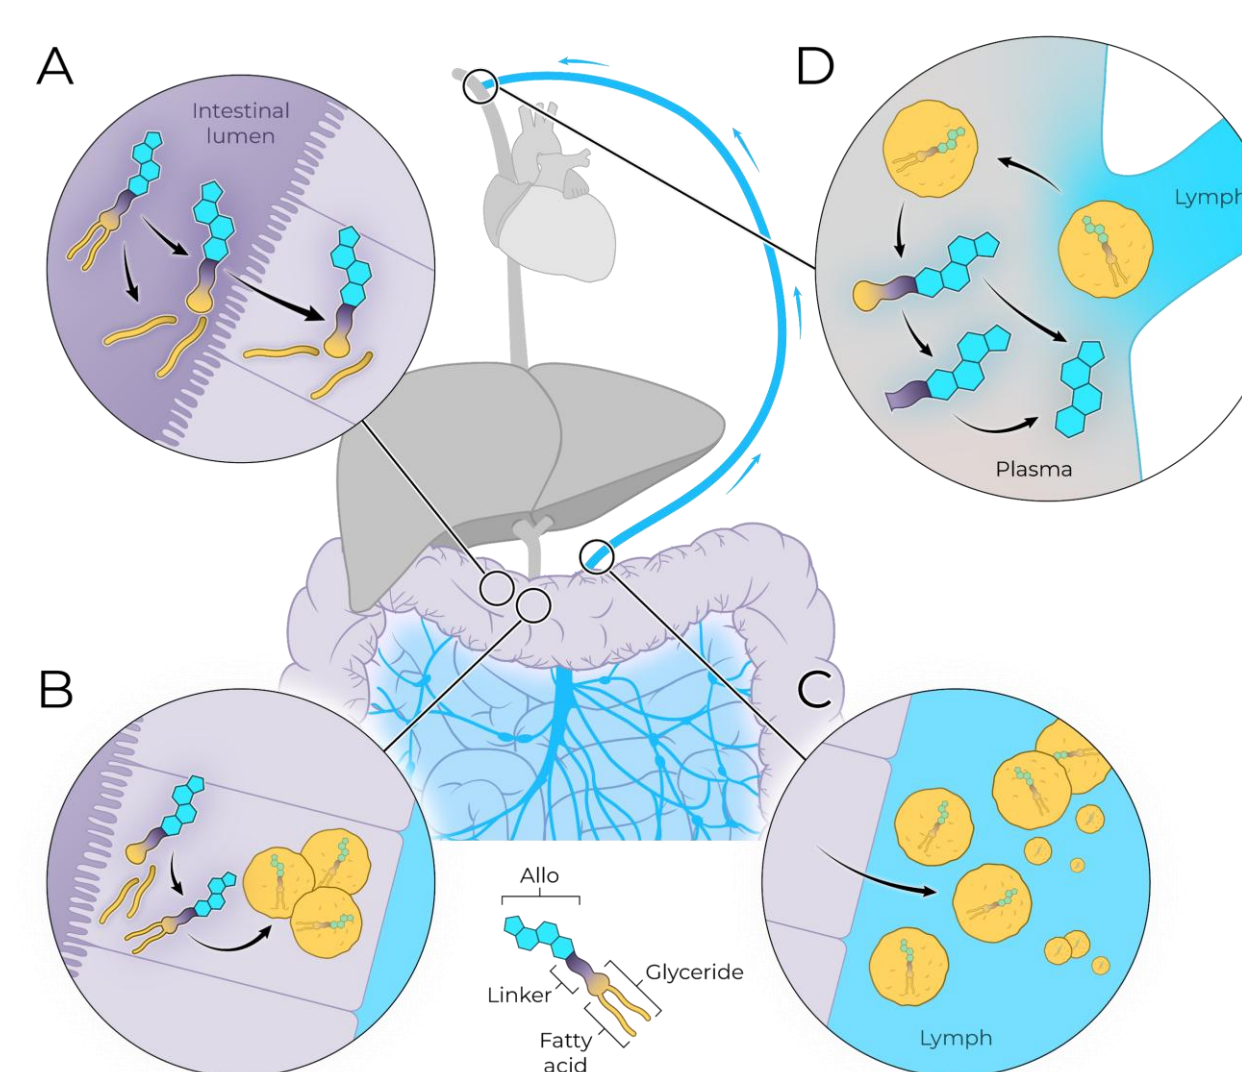 A
Intestinal
lumen
D
Lymph
Plasma
B
C
Allo
Linker
Glyceride
Fatty
acid
Lymph